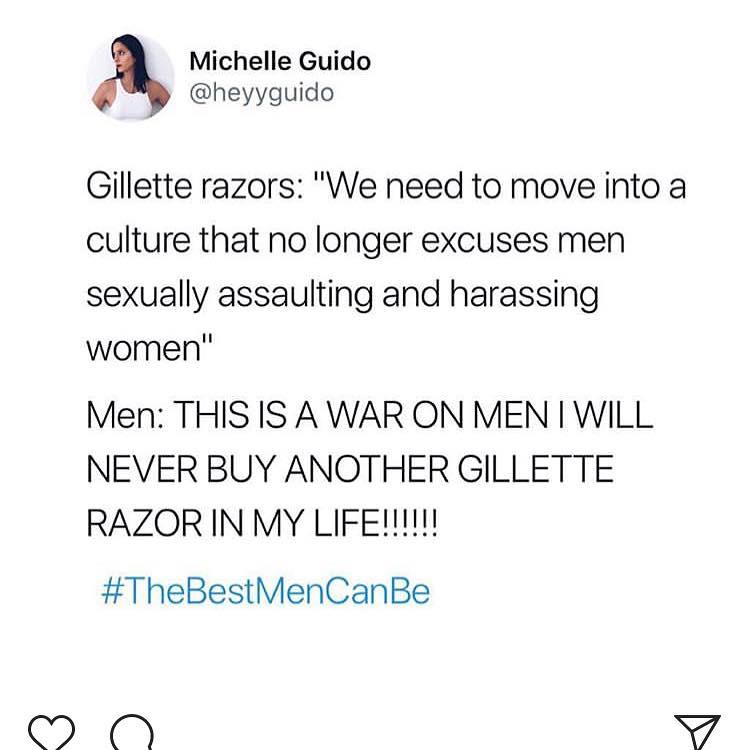 Michelle Guido
@heyyguido
Gillette razors: "We need to move into a
culture that no longer excuses men
sexually assaulting and harassing
women"
Men: THIS IS A WAR ON MEN I WILL
NEVER BUY ANOTHER GILLETTE
RAZOR IN MY LIFE!!!!!!
#TheBestMenCanBe